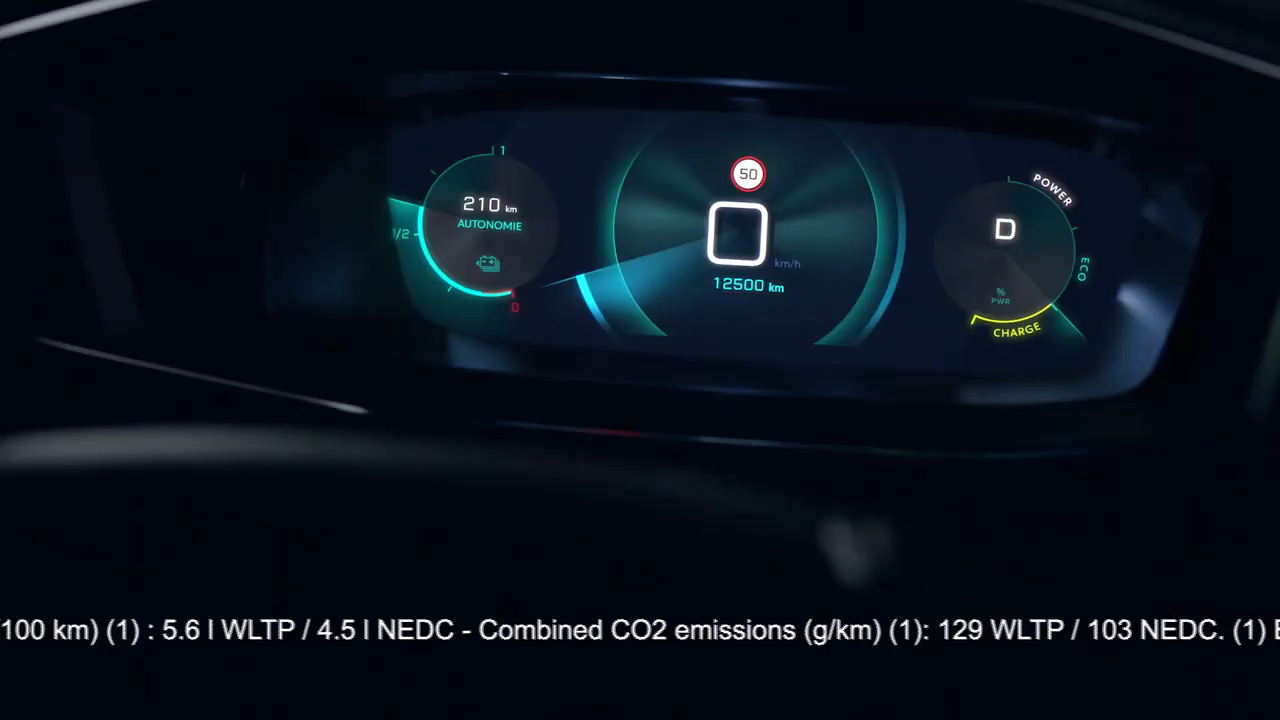 1
210 km
AUTONOMIE
/2
0
50
0
km/h
12500 km
POWER
D
ECO
%
PWR
CHARGE
100 km) (1) : 5.6 l WLTP / 4.5 l NEDC - Combined CO2 emissions (g/km) (1): 129 WLTP / 103 NEDC. (1)